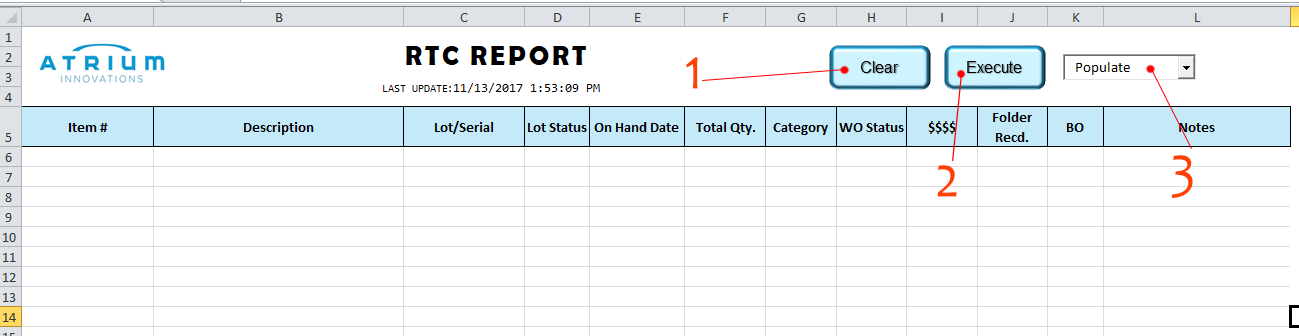 A B C D E F G H I J K L
1
2
3
4
5
6
7
8
9
10
11
12
13
14
15
ATRIUM
INNOVATIONS
RTC REPORT
LAST UPDATE:11/13/2017 1:53:09 PM
1
Clear
Execute
Populate
Item # Description Lot/Serial Lot Status On Hand Date Total Qty. Category WO Status $$$$ Folder Recd. BO Notes
2
3